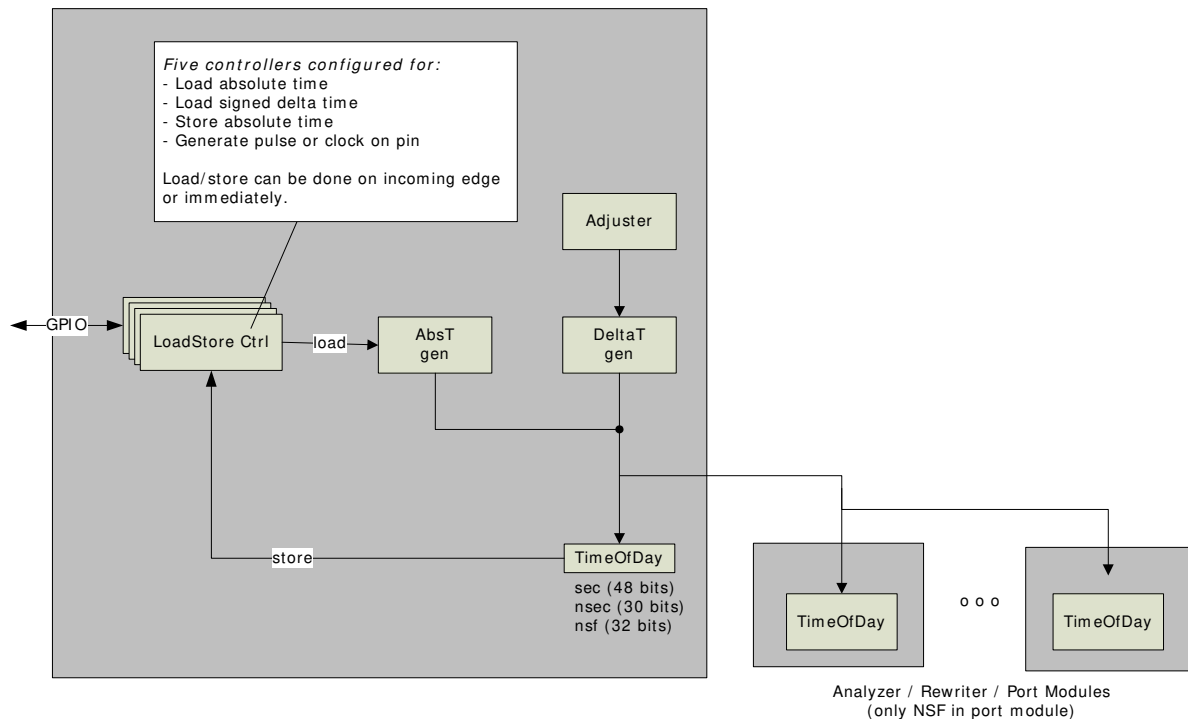 Five controllers configured for:
- Load absolute time
- Load signed delta time
- Store absolute time
- Generate pulse or clock on pin
Load/store can be done on incoming edge
or immediately.
Adjuster
GPIO
LoadStore Ctrl
load
AbsT
gen
DeltaT
gen
store
TimeOfDay
sec (48 bits)
nsec (30 bits)
nsf (32 bits)
TimeOfDay
o o o
TimeOfDay
Analyzer / Rewriter / Port Modules
(only NSF in port module)